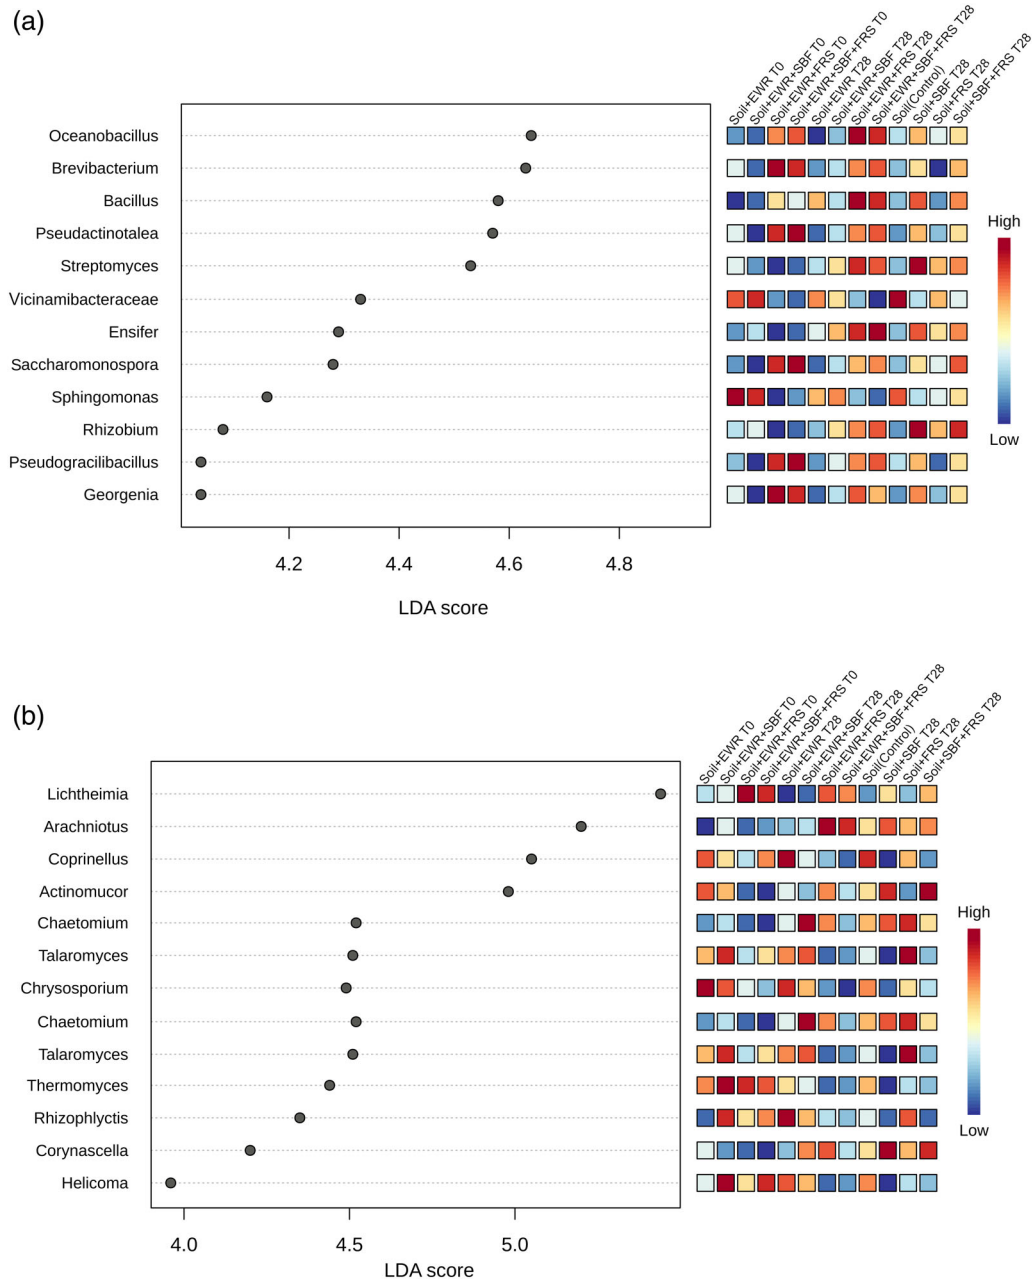 (a)
Soil+EWR T0
Soil+EWR+SBF T0
Soil+EWR+FRS T0
Soil+EWR+SBF+FRS T0
Soil+EWR T28
Soil+EWR+SBF T28
Soil+EWR+FRS T28
Soil+EWR+SBF+FRS T28
Soil(Control)
Soil+SBF T28
Soil+FRS T28
Soil+SBF+FRS T28
Oceanobacillus
Brevibacterium
Bacillus
Pseudactinotalea
Streptomyces
Vicinamibacteraceae
Ensifer
Saccharomonospora
Sphingomonas
Rhizobium
Pseudogracilibacillus
Georgenia
High
Low
4.2 4.4 4.6 4.8
LDA score
(b)
Soil+EWR T0
Soil+EWR+SBF T0
Soil+EWR+FRS T0
Soil+EWR+SBF+FRS T0
Soil+EWR T28
Soil+EWR+SBF T28
Soil+EWR+FRS T28
Soil+EWR+SBF+FRS T28
Soil(Control)
Soil+SBF T28
Soil+FRS T28
Soil+SBF+FRS T28
Lichtheimia
Arachniotus
Coprinellus
Actinomucor
Chaetomium
Talaromyces
Chrysosporium
Chaetomium
Talaromyces
Thermomyces
Rhizophlyctis
Corynascella
Helicoma
High
Low
4.0 4.5 5.0
LDA score